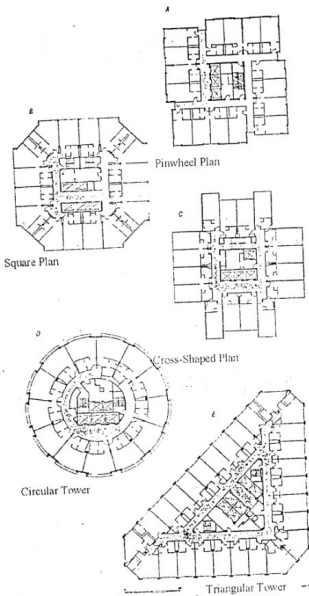 A
Pinwheel Plan
B
Square Plan
C
Cross-Shaped Plan
D
Circular Tower
E
Triangular Tower